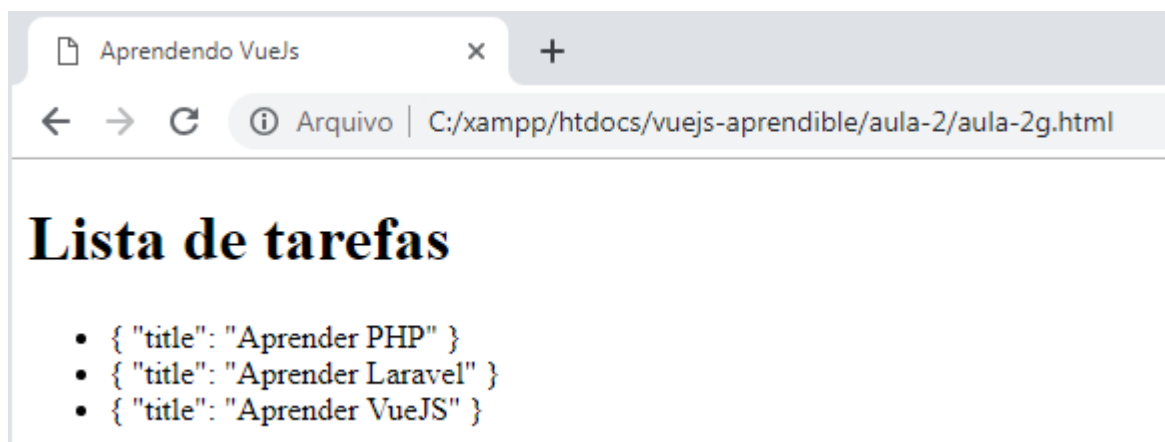 Aprendendo VueJs
Arquivo C:/xampp/htdocs/vuejs-aprendible/aula-2/aula-2g.html
Lista de tarefas
{ "title": "Aprender PHP" }
{ "title": "Aprender Laravel" }
{ "title": "Aprender VueJS" }